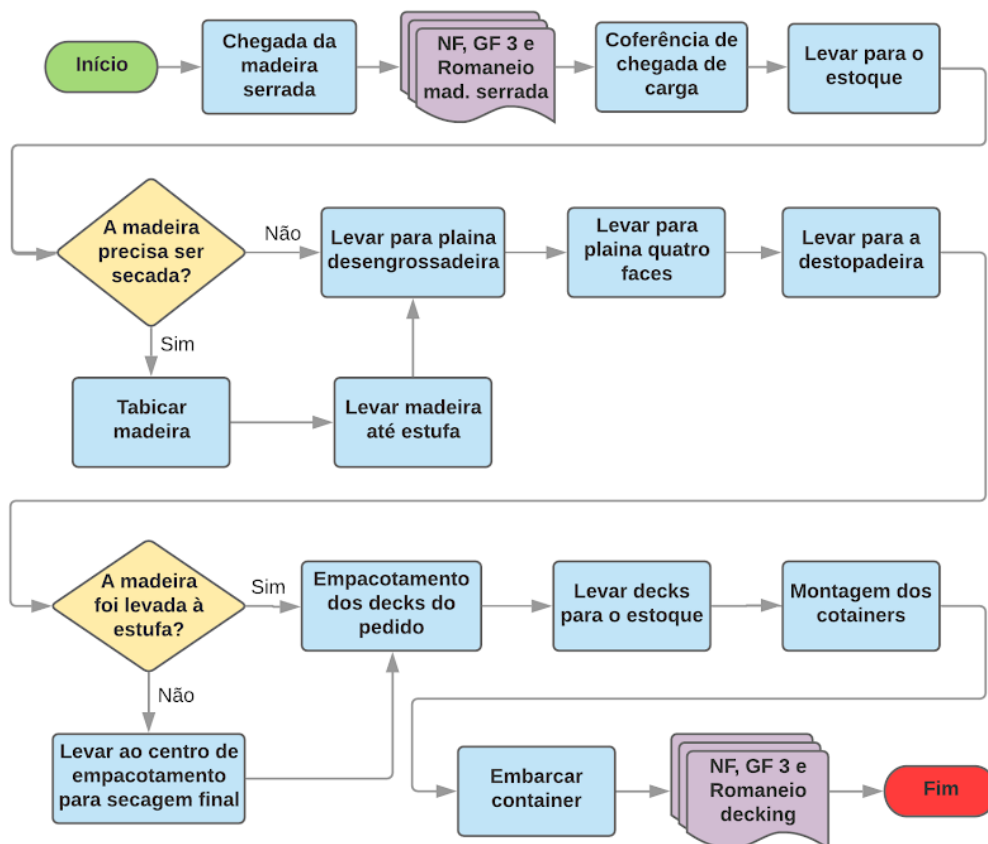 Início
Chegada da
madeira
serrada
NF, GF 3 e
Romaneio
mad. serrada
Coferência de
chegada de
carga
Levar para o
estoque
A madeira
precisa ser
secada?
Não
Levar para plaina
desengrossadeira
Levar para
plaina quatro
faces
Levar para a
destopadeira
Sim
Tabicar
madeira
Levar madeira
até estufa
A madeira
foi levada à
estufa?
Sim
Empacotamento
dos decks do
pedido
Levar decks
para o estoque
Montagem dos
cotainers
Não
Levar ao centro de
empacotamento
para secagem final
Embarcar
container
NF, GF 3 e
Romaneio
decking
Fim